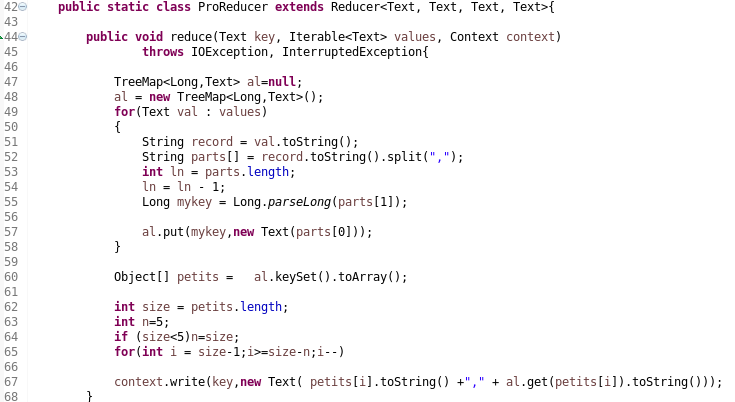 42 public static class ProReducer extends Reducer<Text, Text, Text, Text>{
43
44 public void reduce(Text key, Iterable<Text> values, Context context)
45 throws IOException, InterruptedException{
46
47 TreeMap<Long,Text> al=null;
48 al = new TreeMap<Long,Text>();
49 for(Text val : values)
50 {
51 String record = val.toString();
52 String parts[] = record.toString().split(",");
53 int ln = parts.length;
54 ln = ln - 1;
55 Long mykey = Long.parseLong(parts[1]);
56
57 al.put(mykey,new Text(parts[0]));
58 }
59
60 Object[] petits =   al.keySet().toArray();
61
62 int size = petits.length;
63 int n=5;
64 if (size<5)n=size;
65 for(int i = size-1;i>=size-n;i--)
66
67 context.write(key,new Text( petits[i].toString() +"," + al.get(petits[i]).toString()));
68 }